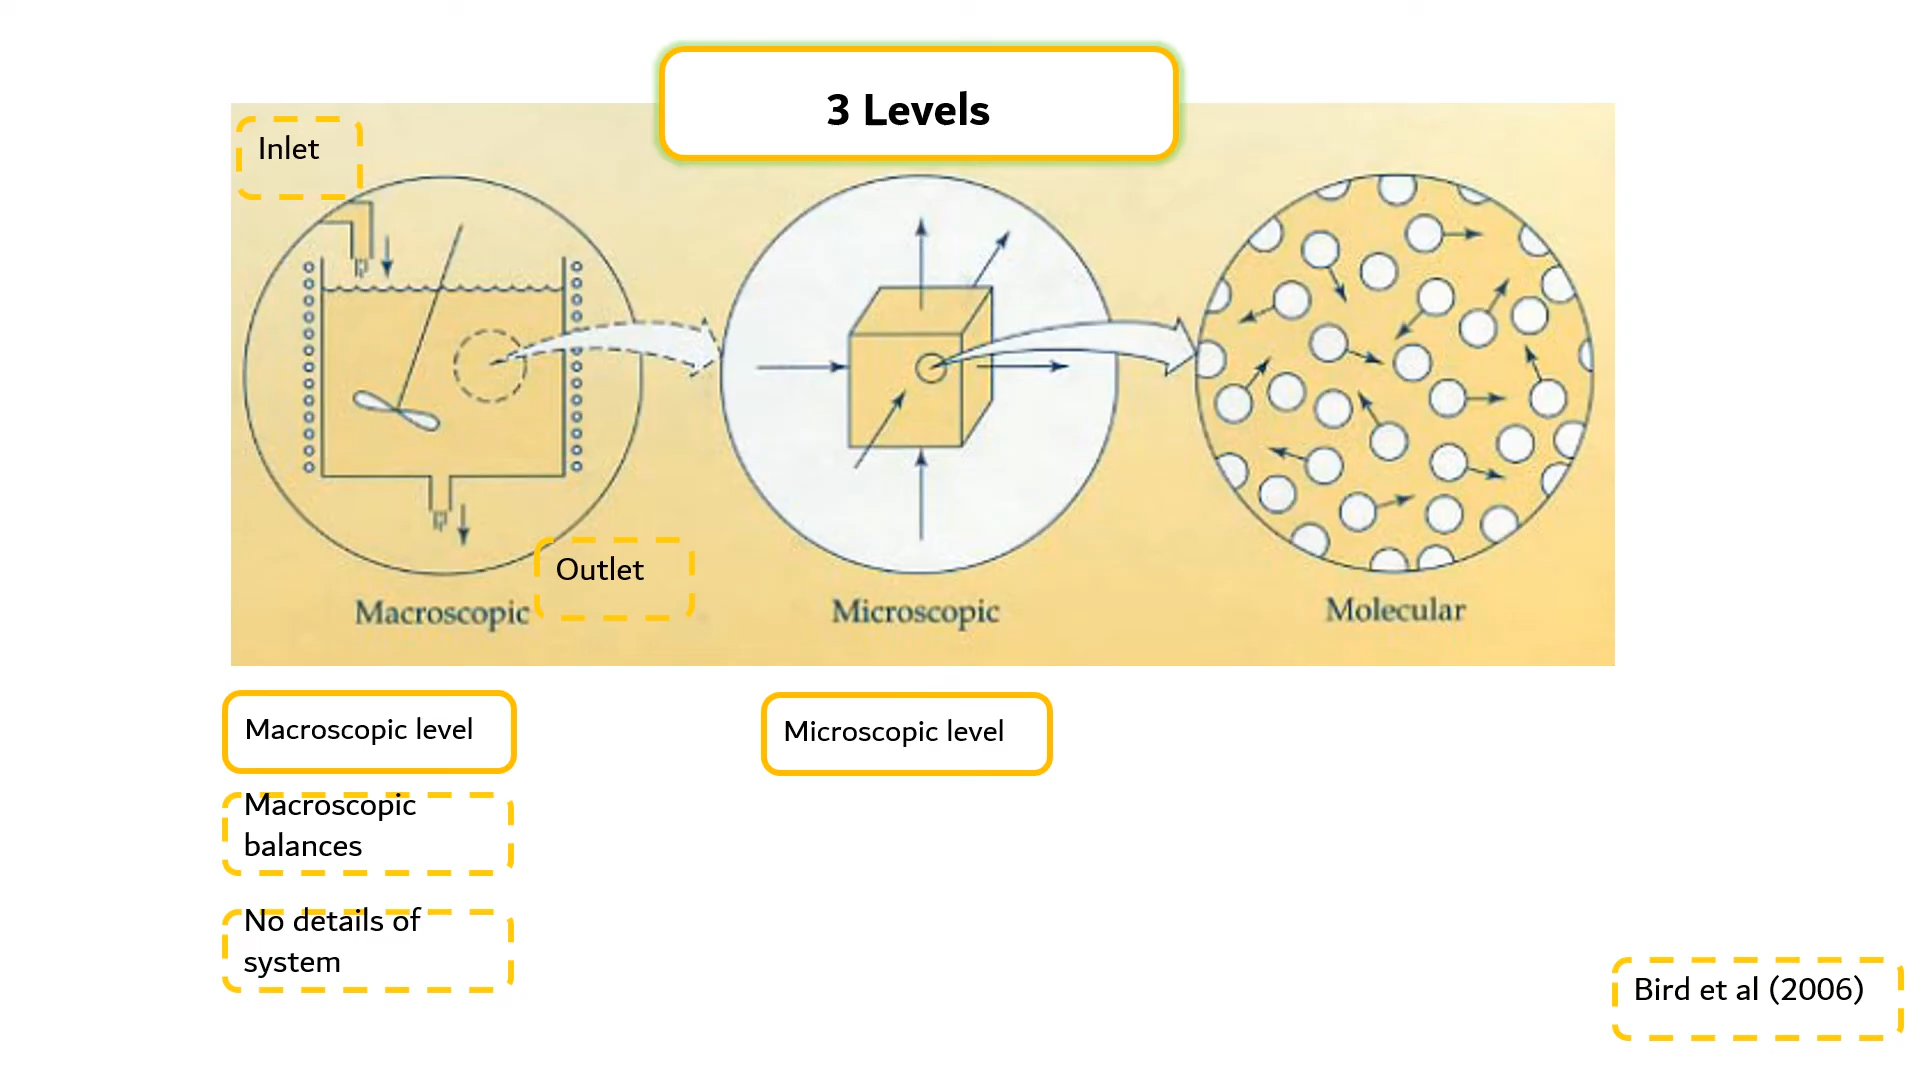 3 Levels
Inlet
Outlet
Macroscopic
Microscopic
Molecular
Macroscopic level
Microscopic level
Macroscopic
balances
No details of
system
Bird et al (2006)